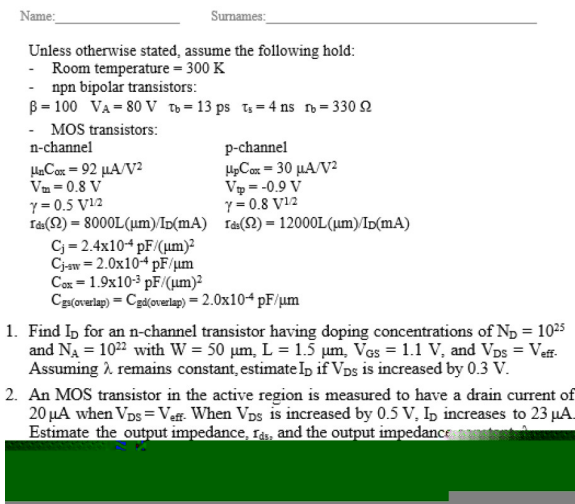 Name: Surnames:
Unless otherwise stated, assume the following hold:
- Room temperature = 300 K
- npn bipolar transistors:
β = 100 VA = 80 V τb = 13 ps τs = 4 ns rb = 330 Ω
- MOS transistors:
n-channel p-channel
μnCox = 92 μA/V² μpCox = 30 μA/V²
Vtn = 0.8 V Vtp = -0.9 V
γ = 0.5 V1/2 γ = 0.8 V1/2
rds(Ω) = 8000L(μm)/ID(mA) rds(Ω) = 12000L(μm)/ID(mA)
Cj = 2.4x10-4 pF/(μm)²
Cj-sw = 2.0x10-4 pF/μm
Cox = 1.9x10-3 pF/(μm)²
Cgs(overlap) = Cgd(overlap) = 2.0x10-4 pF/μm
1. Find ID for an n-channel transistor having doping concentrations of ND = 10²⁵
and NA = 10²² with W = 50 μm, L = 1.5 μm, VGS = 1.1 V, and VDS = Veff.
Assuming λ remains constant, estimate ID if VDS is increased by 0.3 V.
2. An MOS transistor in the active region is measured to have a drain current of
20 μA when VDS = Veff. When VDS is increased by 0.5 V, ID increases to 23 μA.
Estimate the output impedance, rds, and the output impedance